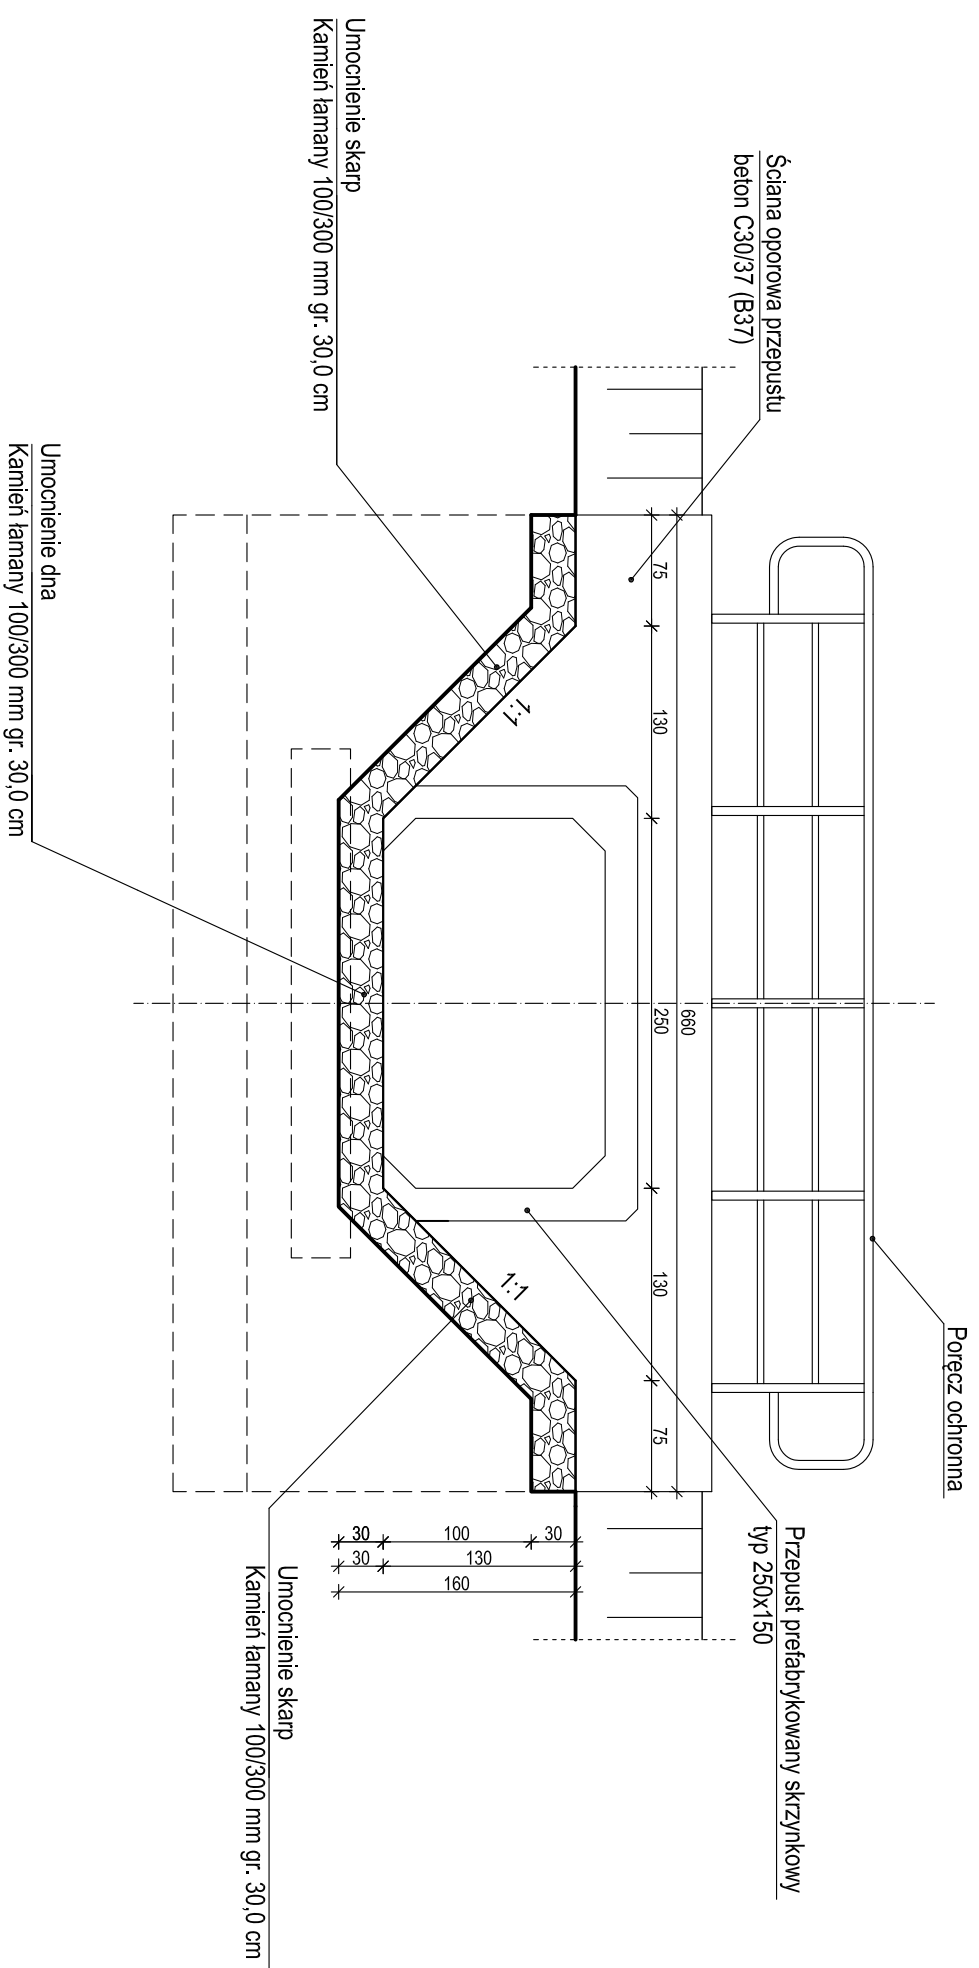 Poręcz ochronna
Ściana oporowa przepustu
beton C30/37 (B37)
Przepust prefabrykowany skrzynkowy
typ 250x150
660
75
130
250
130
75
1:1
1:1
30
100
30
130
30
160
30
Umocnienie skarp
Kamień łamany 100/300 mm gr. 30,0 cm
Umocnienie skarp
Kamień łamany 100/300 mm gr. 30,0 cm
Umocnienie dna
Kamień łamany 100/300 mm gr. 30,0 cm